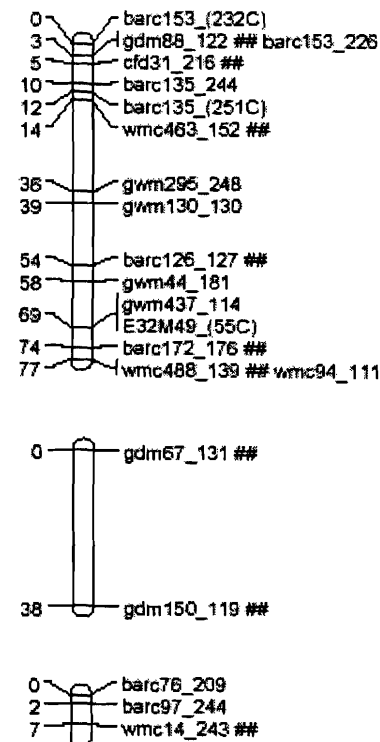 0 barc153_(232C)
3 gdm88_122 ## barc153_226
5 cfd31_216 ##
10 barc135_244
12 barc135_(251C)
14 wmc463_152 ##
36 gwm295_248
39 gwm130_130
54 barc126_127 ##
58 gwm44_181
69 gwm437_114
E32M49_(55C)
74 barc172_176 ##
77 wmc488_139 ## wmc94_111
0 gdm67_131 ##
38 gdm150_119 ##
0 barc76_209
2 barc97_244
7 wmc14_243 ##